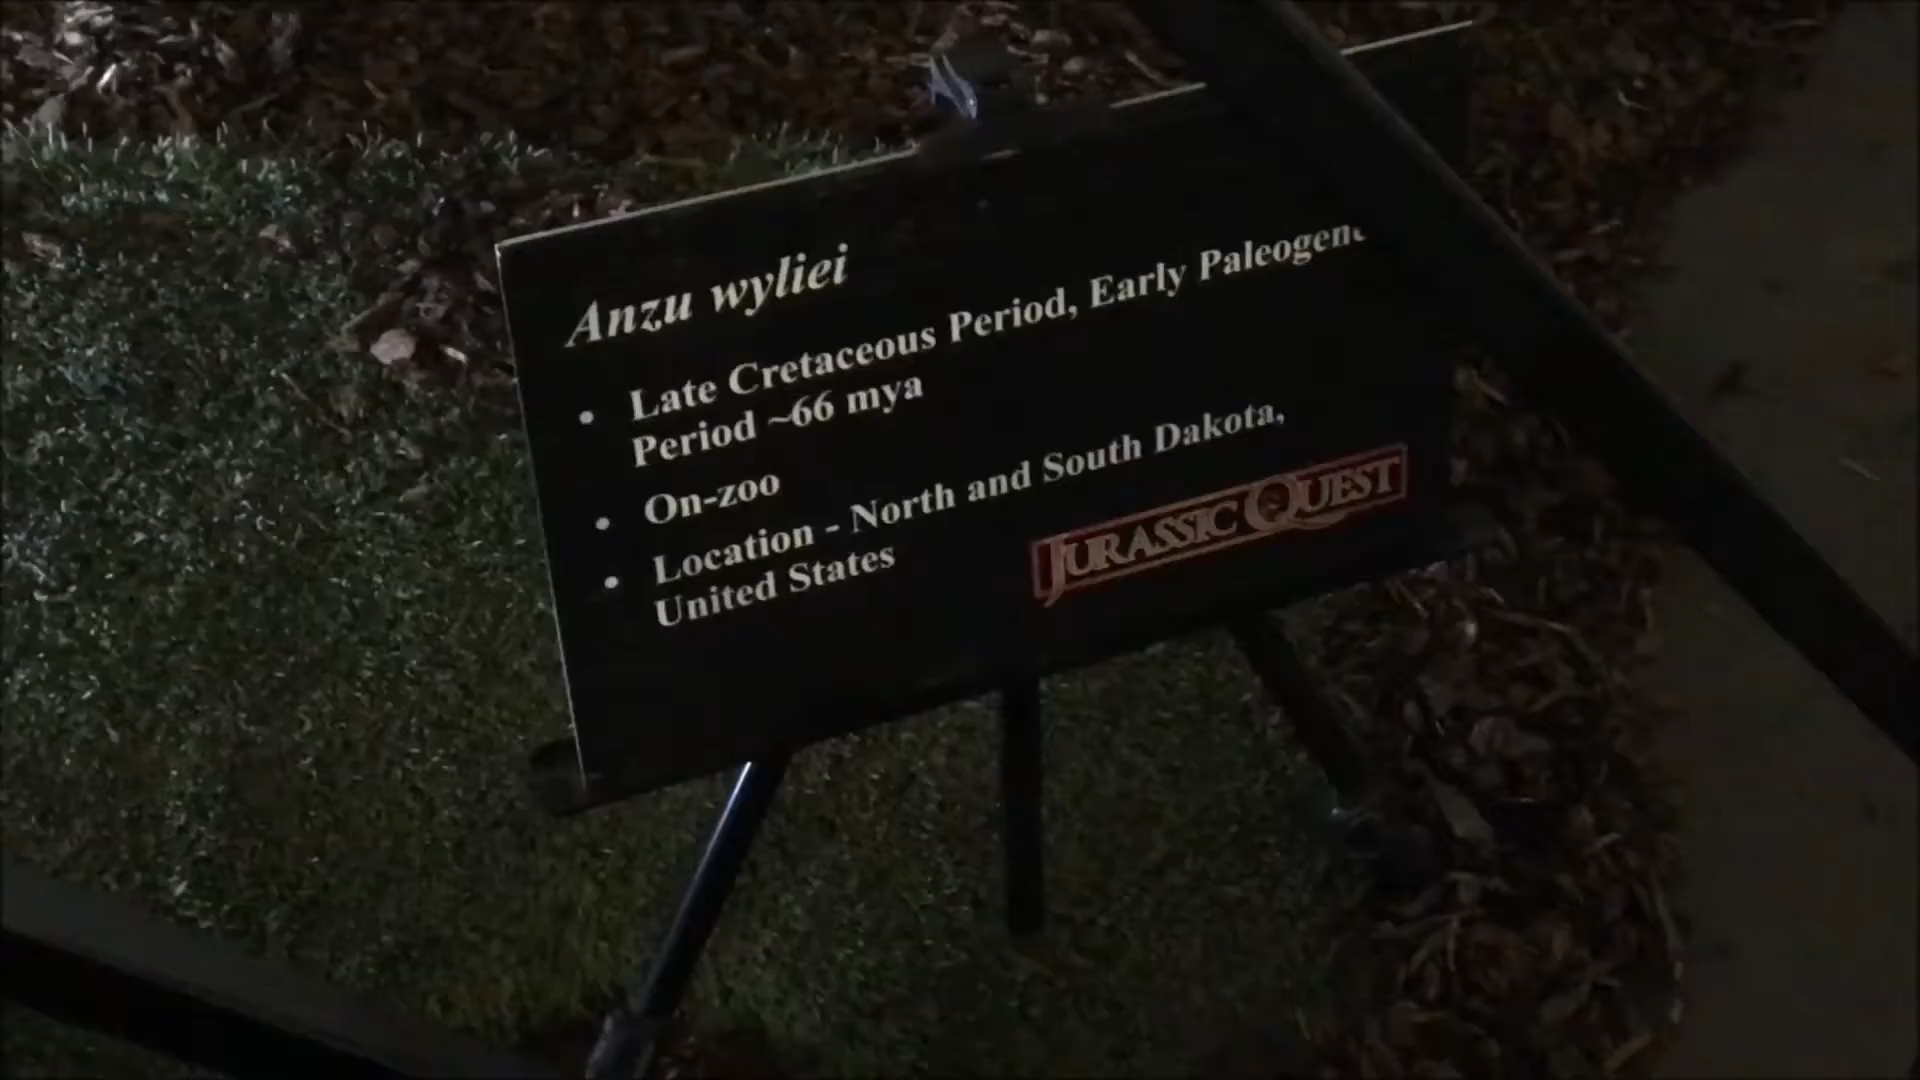 Anzu wyliei
• Late Cretaceous Period, Early Paleogene
Period ~66 mya
• On-zoo
• Location - North and South Dakota,
United States
JURASSIC QUEST